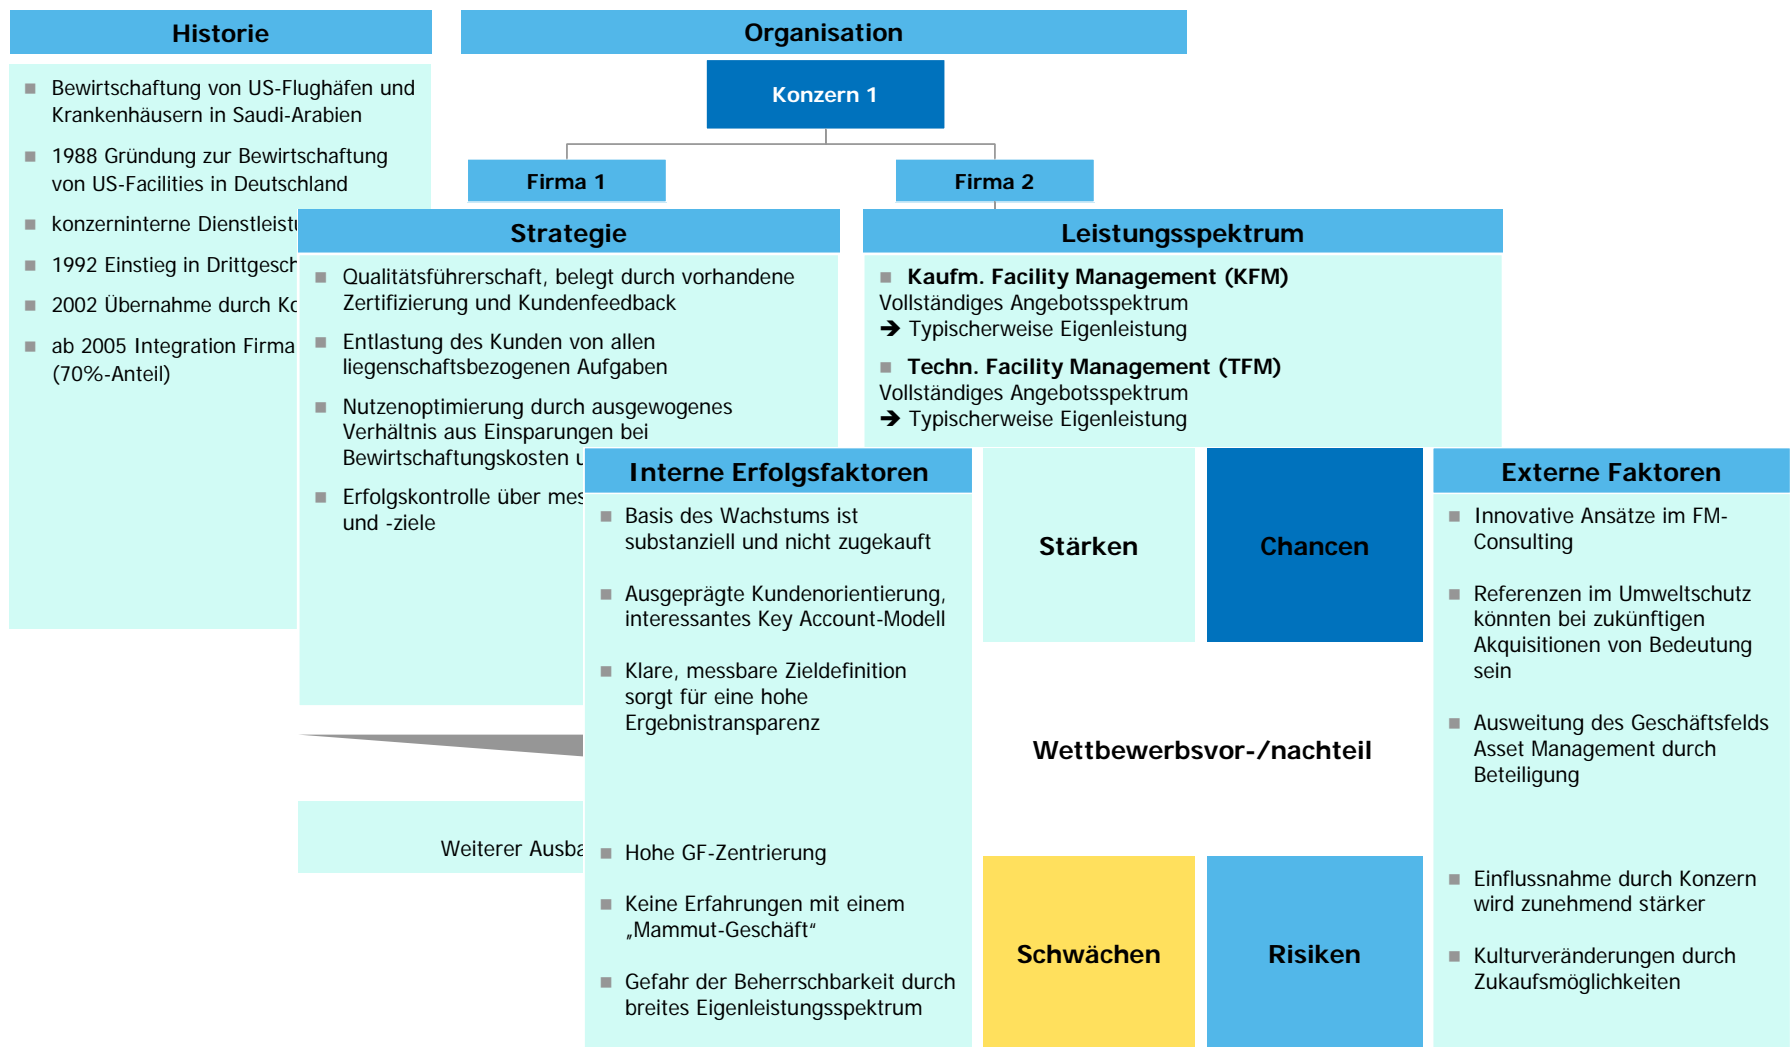 Historie
Bewirtschaftung von US-Flughäfen und
Krankenhäusern in Saudi-Arabien
1988 Gründung zur Bewirtschaftung
von US-Facilities in Deutschland
konzerninterne
1992 Einstieg in
2002 Übernahme durch
ab 2005 Integration Firma
(70%-Anteil)
Organisation
Konzern 1
Firma 1
Firma 2
Strategie
Qualitätsführerschaft, belegt durch vorhandene
Zertifizierung und Kundenfeedback
Entlastung des Kunden von allen
liegenschaftsbezogenen Aufgaben
Nutzenoptimierung durch ausgewogenes
Verhältnis aus Einsparungen bei
Bewirtschaftungskosten
Erfolgskontrolle über
und -ziele
Weiterer
Leistungsspektrum
Kaufm. Facility Management (KFM)
Vollständiges Angebotsspektrum
➔ Typischerweise Eigenleistung
Techn. Facility Management (TFM)
Vollständiges Angebotsspektrum
➔ Typischerweise Eigenleistung
Interne Erfolgsfaktoren
Basis des Wachstums ist
substanziell und nicht zugekauft
Ausgeprägte Kundenorientierung,
interessantes Key Account-Modell
Klare, messbare Zieldefinition
sorgt für eine hohe
Ergebnistransparenz
Hohe GF-Zentrierung
Keine Erfahrungen mit einem
„Mammut-Geschäft“
Gefahr der Beherrschbarkeit durch
breites Eigenleistungsspektrum
Stärken
Chancen
Wettbewerbsvor-/nachteil
Schwächen
Risiken
Externe Faktoren
Innovative Ansätze im FM-
Consulting
Referenzen im Umweltschutz
könnten bei zukünftigen
Akquisitionen von Bedeutung
sein
Ausweitung des Geschäftsfelds
Asset Management durch
Beteiligung
Einflussnahme durch Konzern
wird zunehmend stärker
Kulturveränderungen durch
Zukaufsmöglichkeiten